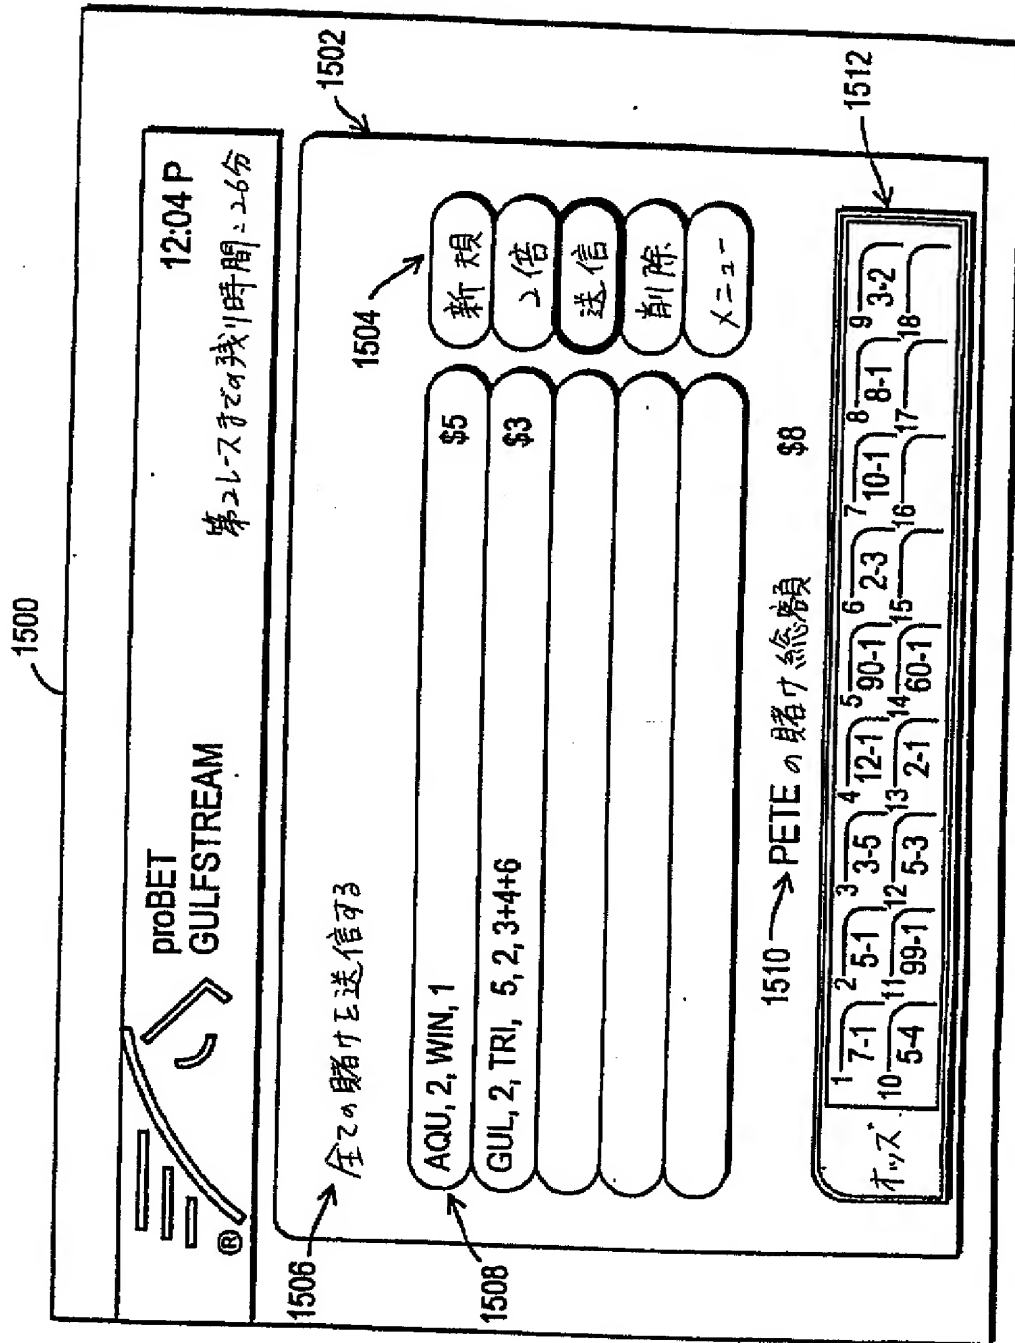 1500
proBET
GULFSTREAM
12:04 P
第2レースまでの残り時間:26分
1502
1504
1506
全ての賭けを送信する
1508
AQU, 2, WIN, 1 $5
GUL, 2, TRI, 5, 2, 3+4+6 $3
新規
2倍
送信
削除
メニュー
1510
PETEの賭け総額 $8
1512
オッズ
1 7-1 2 5-1 3 3-5 4 12-1 5 90-1 6 2-3 7 10-1 8 8-1 9 3-2
10 5-4 11 99-1 12 5-3 13 2-1 14 60-1 15 16 17 18
®